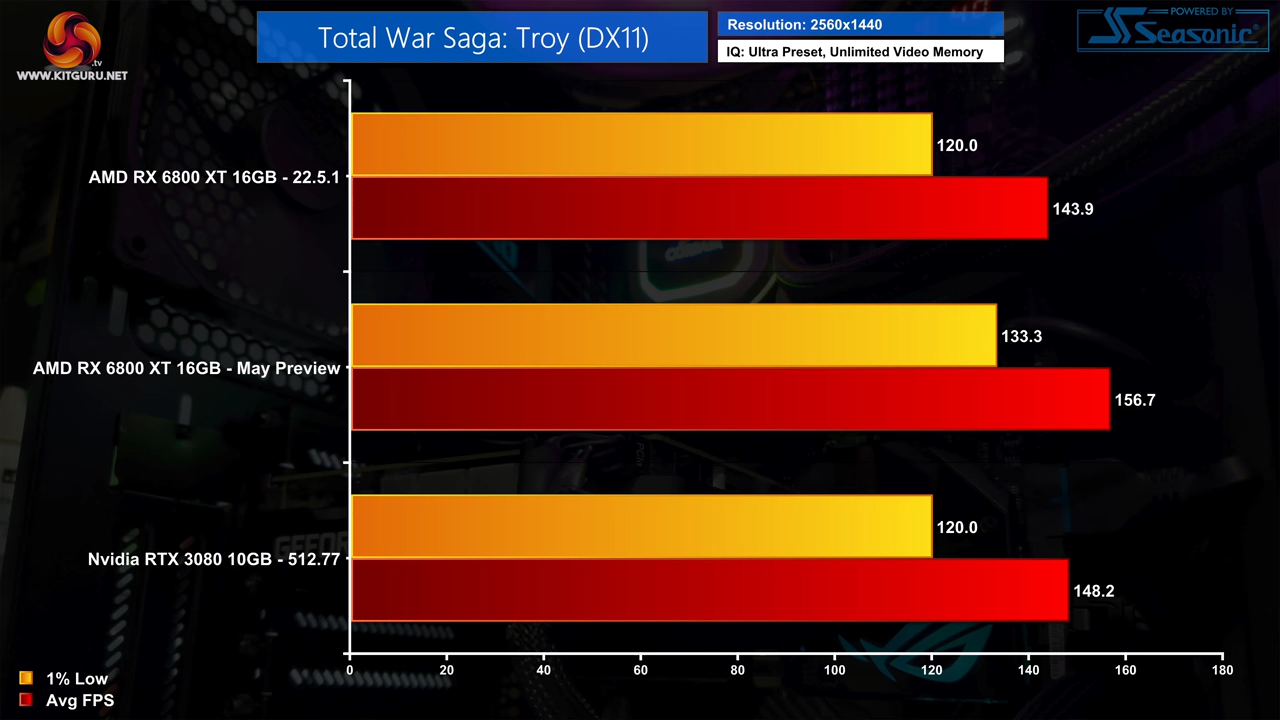 .tv
WWW.KITGURU.NET
Total War Saga: Troy (DX11)
Resolution: 2560x1440
IQ: Ultra Preset, Unlimited Video Memory
POWERED BY
Seasonic
AMD RX 6800 XT 16GB - 22.5.1
120.0
143.9
AMD RX 6800 XT 16GB - May Preview
133.3
156.7
Nvidia RTX 3080 10GB - 512.77
120.0
148.2
0 20 40 60 80 100 120 140 160 180
1% Low
Avg FPS